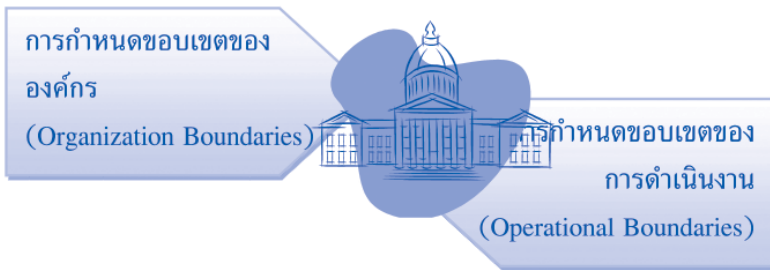 การกำหนดขอบเขตของ
องค์กร
(Organization Boundaries)
การกำหนดขอบเขตของ
การดำเนินงาน
(Operational Boundaries)